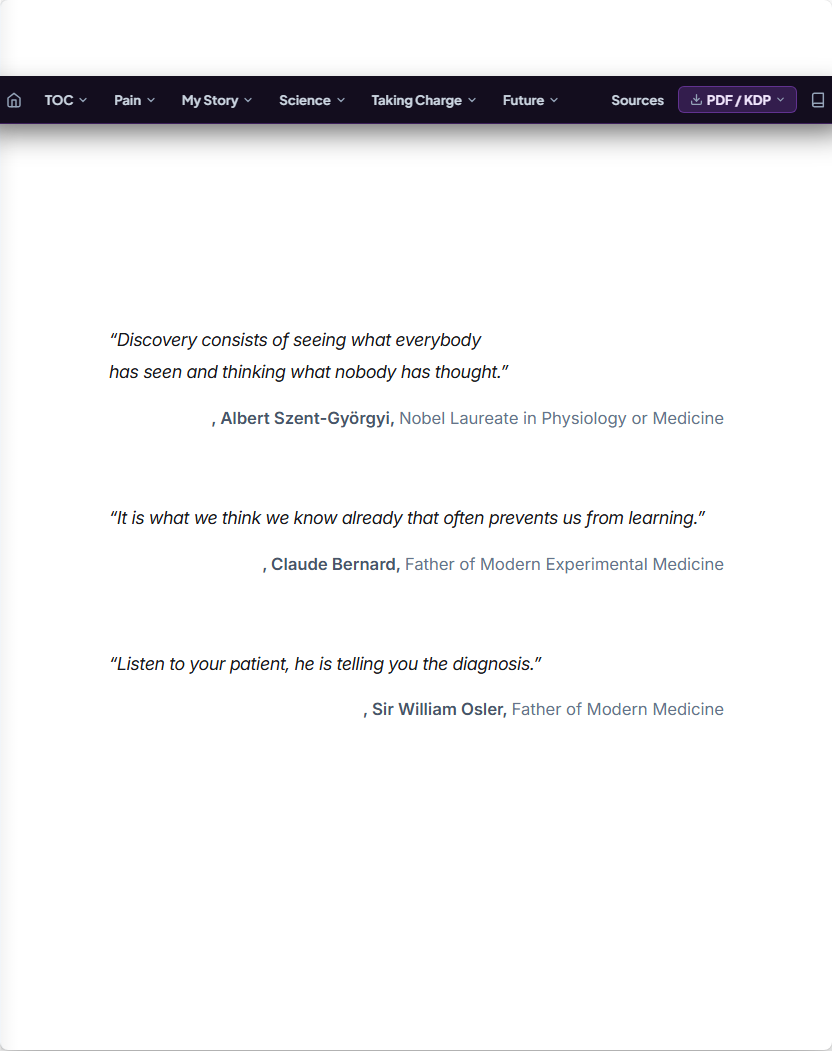 TOC Pain My Story Science Taking Charge Future Sources PDF / KDP
“Discovery consists of seeing what everybody
has seen and thinking what nobody has thought.”
, Albert Szent-Györgyi, Nobel Laureate in Physiology or Medicine
“It is what we think we know already that often prevents us from learning.”
, Claude Bernard, Father of Modern Experimental Medicine
“Listen to your patient, he is telling you the diagnosis.”
, Sir William Osler, Father of Modern Medicine